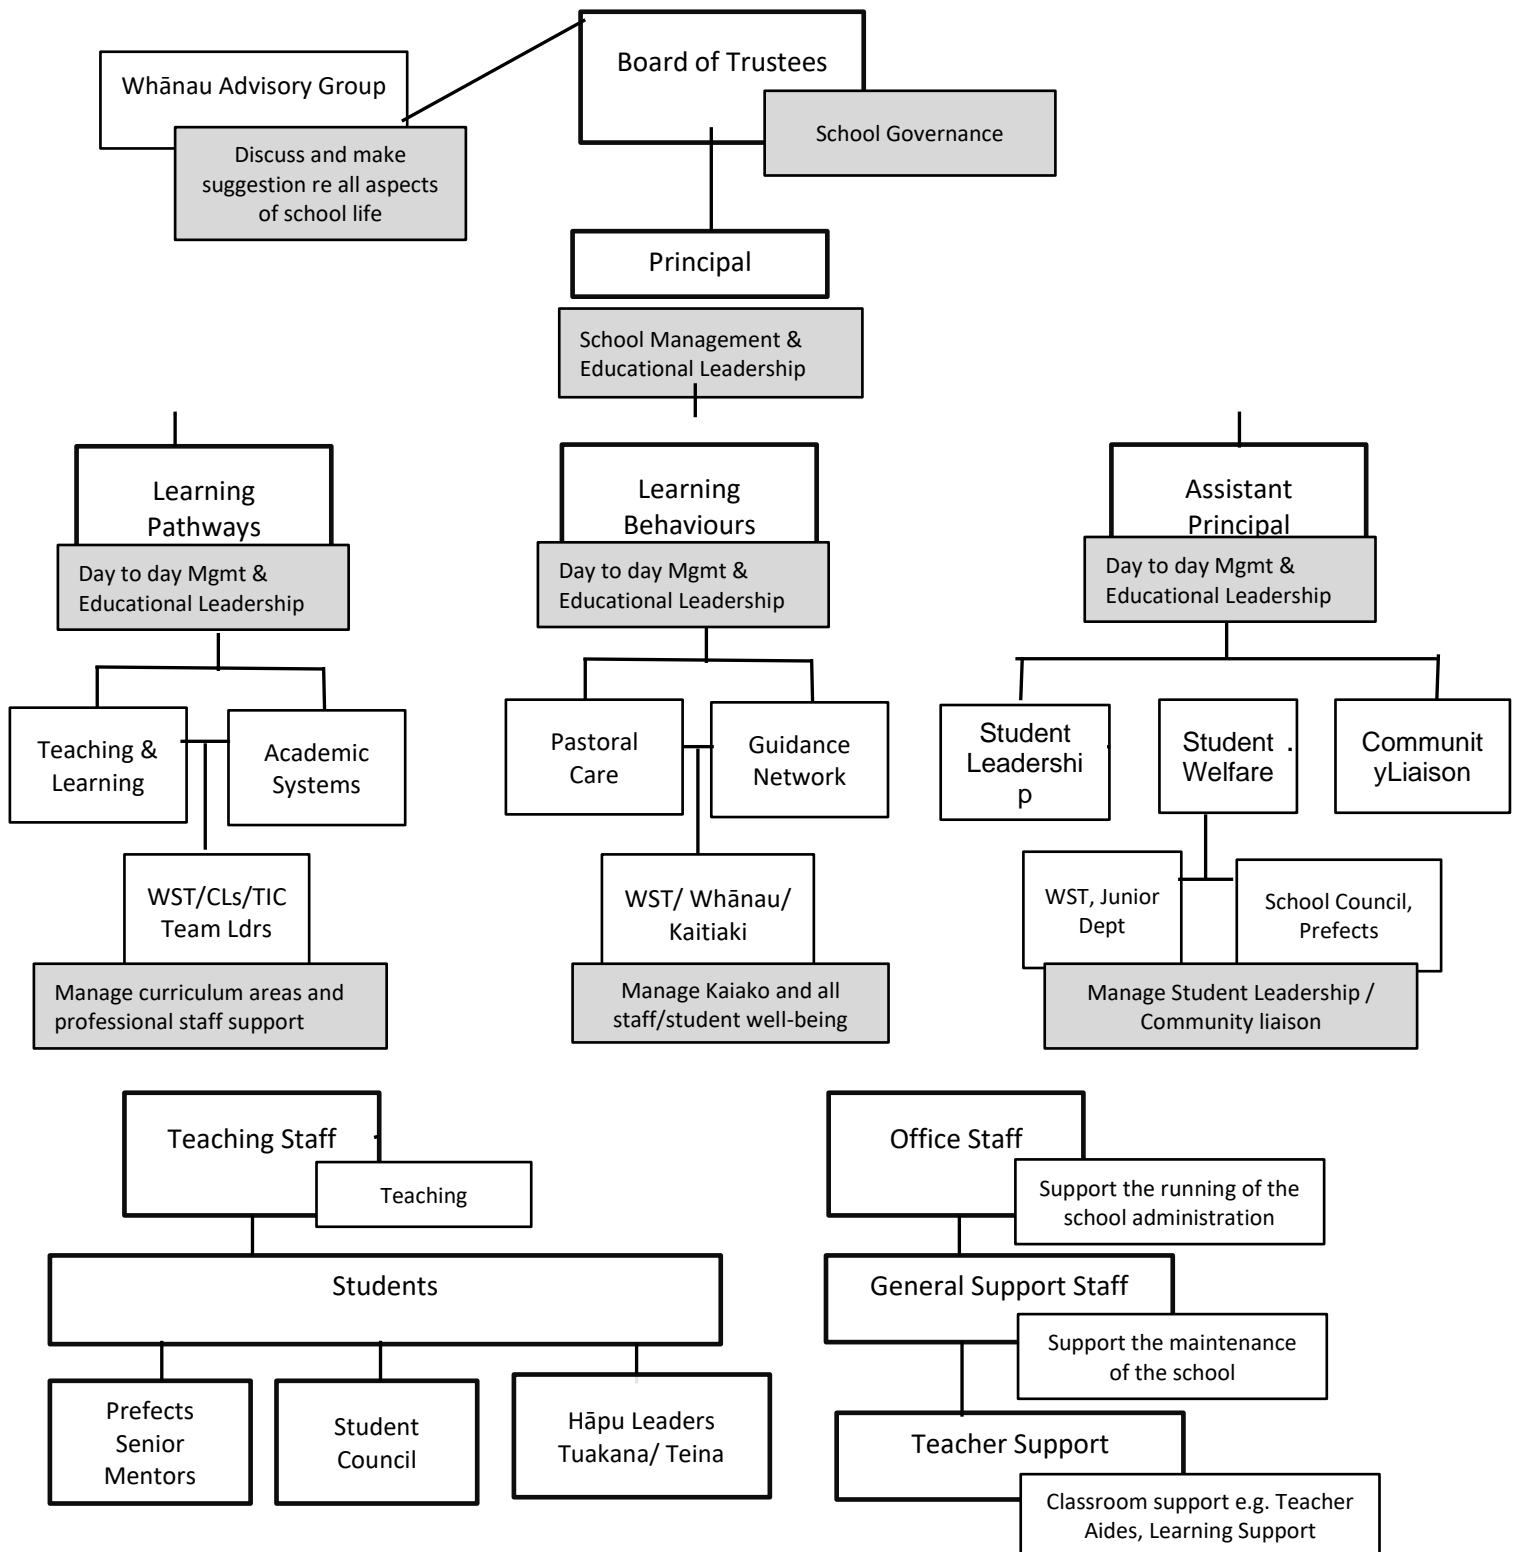 Board of Trustees
Whānau Advisory Group
School Governance
Discuss and make
suggestion re all aspects
of school life
Principal
School Management &
Educational Leadership
Learning
Pathways
Day to day Mgmt &
Educational Leadership
Learning
Behaviours
Day to day Mgmt &
Educational Leadership
Assistant
Principal
Day to day Mgmt &
Educational Leadership
Teaching &
Learning
Academic
Systems
Pastoral
Care
Guidance
Network
Student
Leadershi
p
Student .
Welfare
Communit
yLiaison
WST/CLs/TIC
Team Ldrs
WST/ Whānau/
Kaitiaki
WST, Junior
Dept
School Council,
Prefects
Manage curriculum areas and
professional staff support
Manage Kaiako and all
staff/student well-being
Manage Student Leadership /
Community liaison
Teaching Staff
Teaching
Office Staff
Support the running of the
school administration
Students
General Support Staff
Support the maintenance
of the school
Prefects
Senior
Mentors
Student
Council
Hāpu Leaders
Tuakana/ Teina
Teacher Support
Classroom support e.g. Teacher
Aides, Learning Support